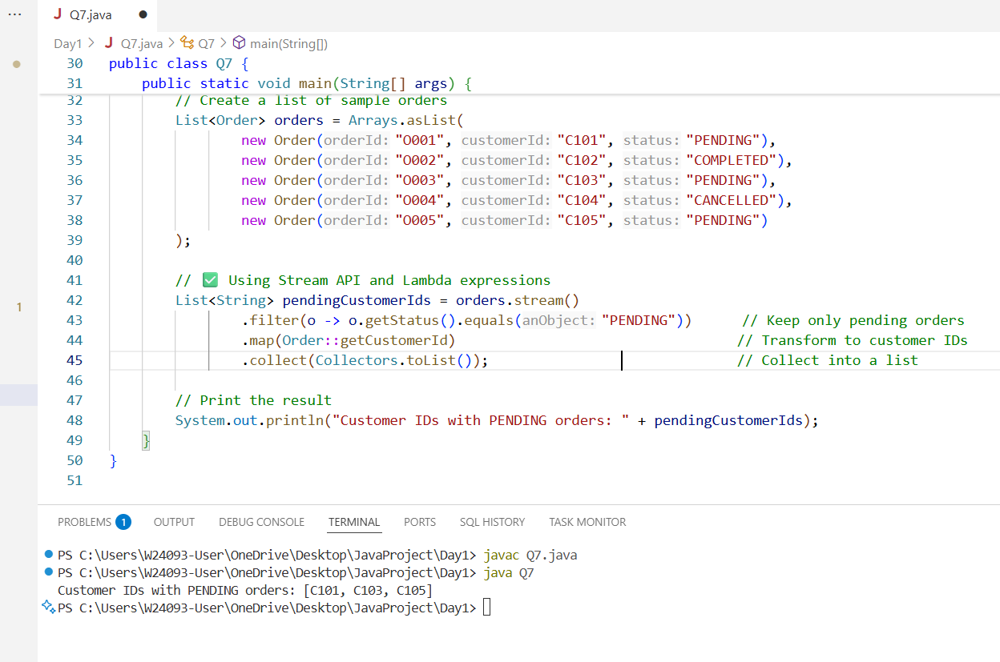 ...
J Q7.java ●
Day1 > J Q7.java > Q7 > main(String[])
30 public class Q7 {
31 public static void main(String[] args) {
32 // Create a list of sample orders
33 List<Order> orders = Arrays.asList(
34 new Order(orderId: "O001", customerId: "C101", status: "PENDING"),
35 new Order(orderId: "O002", customerId: "C102", status: "COMPLETED"),
36 new Order(orderId: "O003", customerId: "C103", status: "PENDING"),
37 new Order(orderId: "O004", customerId: "C104", status: "CANCELLED"),
38 new Order(orderId: "O005", customerId: "C105", status: "PENDING")
39 );
40
41 // ✅ Using Stream API and Lambda expressions
42 List<String> pendingCustomerIds = orders.stream()
1
43 .filter(o -> o.getStatus().equals(anObject: "PENDING")) // Keep only pending orders
44 .map(Order::getCustomerId) // Transform to customer IDs
45 .collect(Collectors.toList()); // Collect into a list
46
47 // Print the result
48 System.out.println("Customer IDs with PENDING orders: " + pendingCustomerIds);
49 }
50 }
51
PROBLEMS 1 OUTPUT DEBUG CONSOLE TERMINAL PORTS SQL HISTORY TASK MONITOR
PS C:\Users\W24093-User\OneDrive\Desktop\JavaProject\Day1> javac Q7.java
PS C:\Users\W24093-User\OneDrive\Desktop\JavaProject\Day1> java Q7
Customer IDs with PENDING orders: [C101, C103, C105]
PS C:\Users\W24093-User\OneDrive\Desktop\JavaProject\Day1>